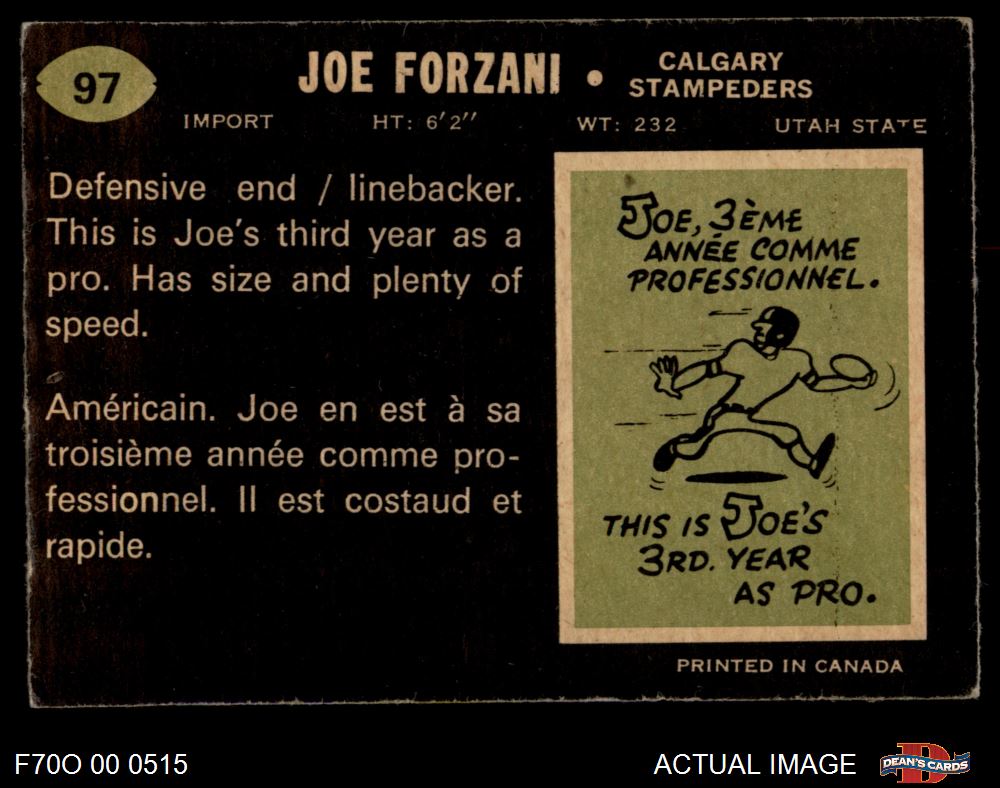 97
JOE FORZANI • CALGARY STAMPEDERS
IMPORT HT: 6'2" WT: 232 UTAH STATE
Defensive end / linebacker.
This is Joe's third year as a
pro. Has size and plenty of
speed.
Américain. Joe en est à sa
troisième année comme pro-
fessionnel. Il est costaud et
rapide.
JOE, 3ÈME
ANNÉE COMME
PROFESSIONNEL.
THIS IS JOE'S
3RD. YEAR
AS PRO.
PRINTED IN CANADA
F70O 00 0515
ACTUAL IMAGE
D
DEAN'S CARDS